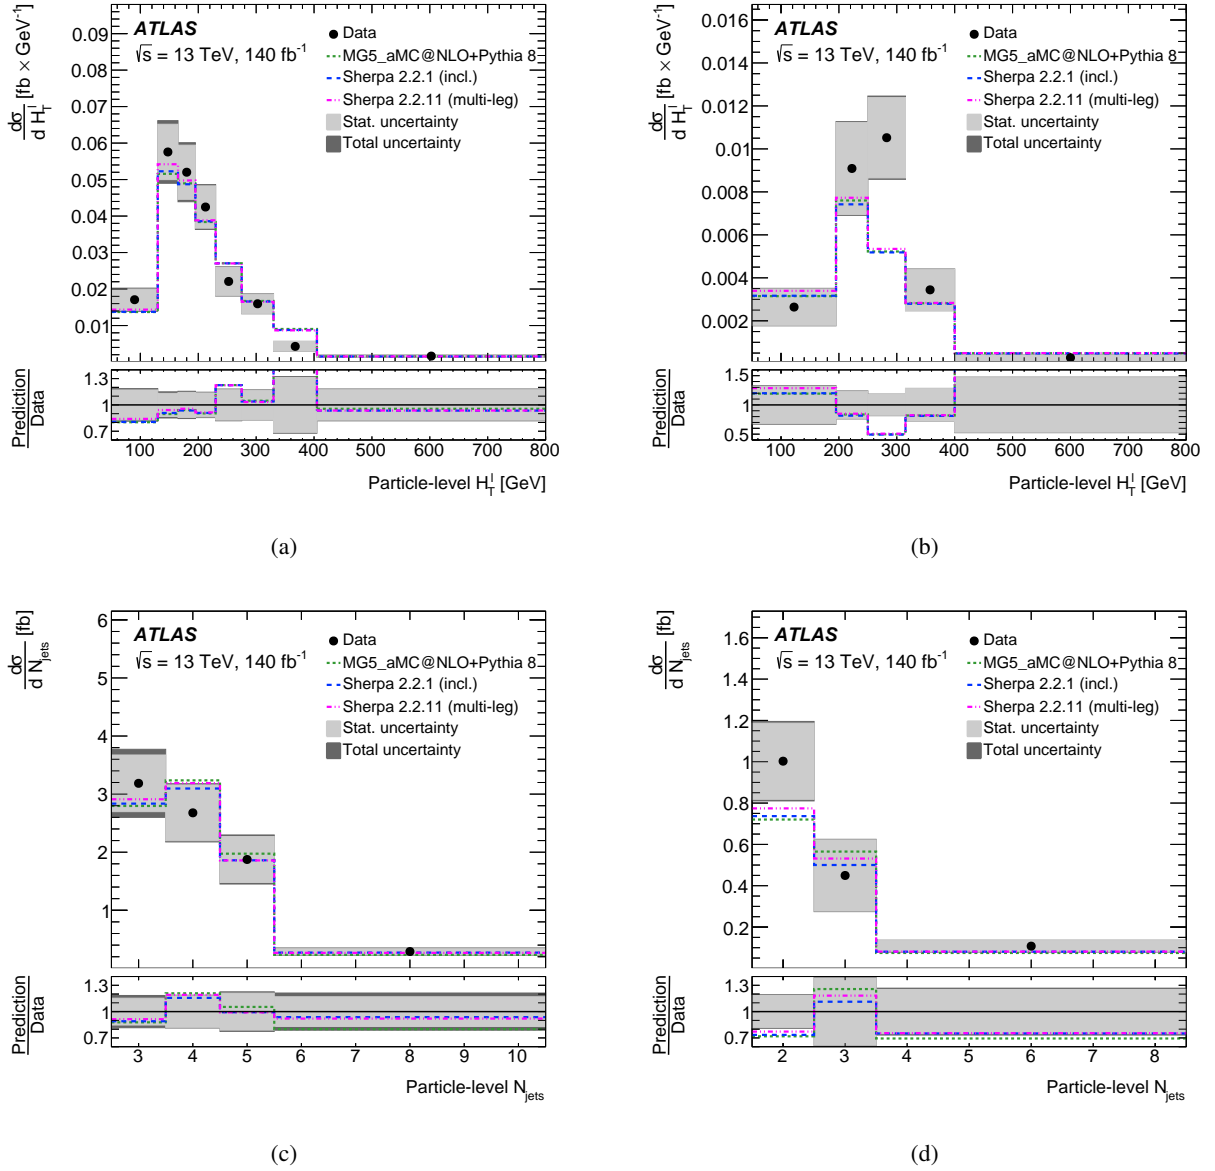 ATLAS
√s = 13 TeV, 140 fb-1
Data
MG5_aMC@NLO+Pythia 8
Sherpa 2.2.1 (incl.)
Sherpa 2.2.11 (multi-leg)
Stat. uncertainty
Total uncertainty
dσ
d H_T^l [fb × GeV-1]
0.09
0.08
0.07
0.06
0.05
0.04
0.03
0.02
0.01
1.3
1
0.7
Prediction
Data
100 200 300 400 500 600 700 800
Particle-level H_T^l [GeV]
(a)
ATLAS
√s = 13 TeV, 140 fb-1
Data
MG5_aMC@NLO+Pythia 8
Sherpa 2.2.1 (incl.)
Sherpa 2.2.11 (multi-leg)
Stat. uncertainty
Total uncertainty
dσ
d H_T^l [fb × GeV-1]
0.016
0.014
0.012
0.01
0.008
0.006
0.004
0.002
1.5
1
0.5
Prediction
Data
100 200 300 400 500 600 700 800
Particle-level H_T^l [GeV]
(b)
ATLAS
√s = 13 TeV, 140 fb-1
Data
MG5_aMC@NLO+Pythia 8
Sherpa 2.2.1 (incl.)
Sherpa 2.2.11 (multi-leg)
Stat. uncertainty
Total uncertainty
dσ
d N_jets [fb]
6
5
4
3
2
1
1.3
1
0.7
Prediction
Data
3 4 5 6 7 8 9 10
Particle-level N_jets
(c)
ATLAS
√s = 13 TeV, 140 fb-1
Data
MG5_aMC@NLO+Pythia 8
Sherpa 2.2.1 (incl.)
Sherpa 2.2.11 (multi-leg)
Stat. uncertainty
Total uncertainty
dσ
d N_jets [fb]
1.6
1.4
1.2
1
0.8
0.6
0.4
0.2
1.3
1
0.7
Prediction
Data
2 3 4 5 6 7 8
Particle-level N_jets
(d)